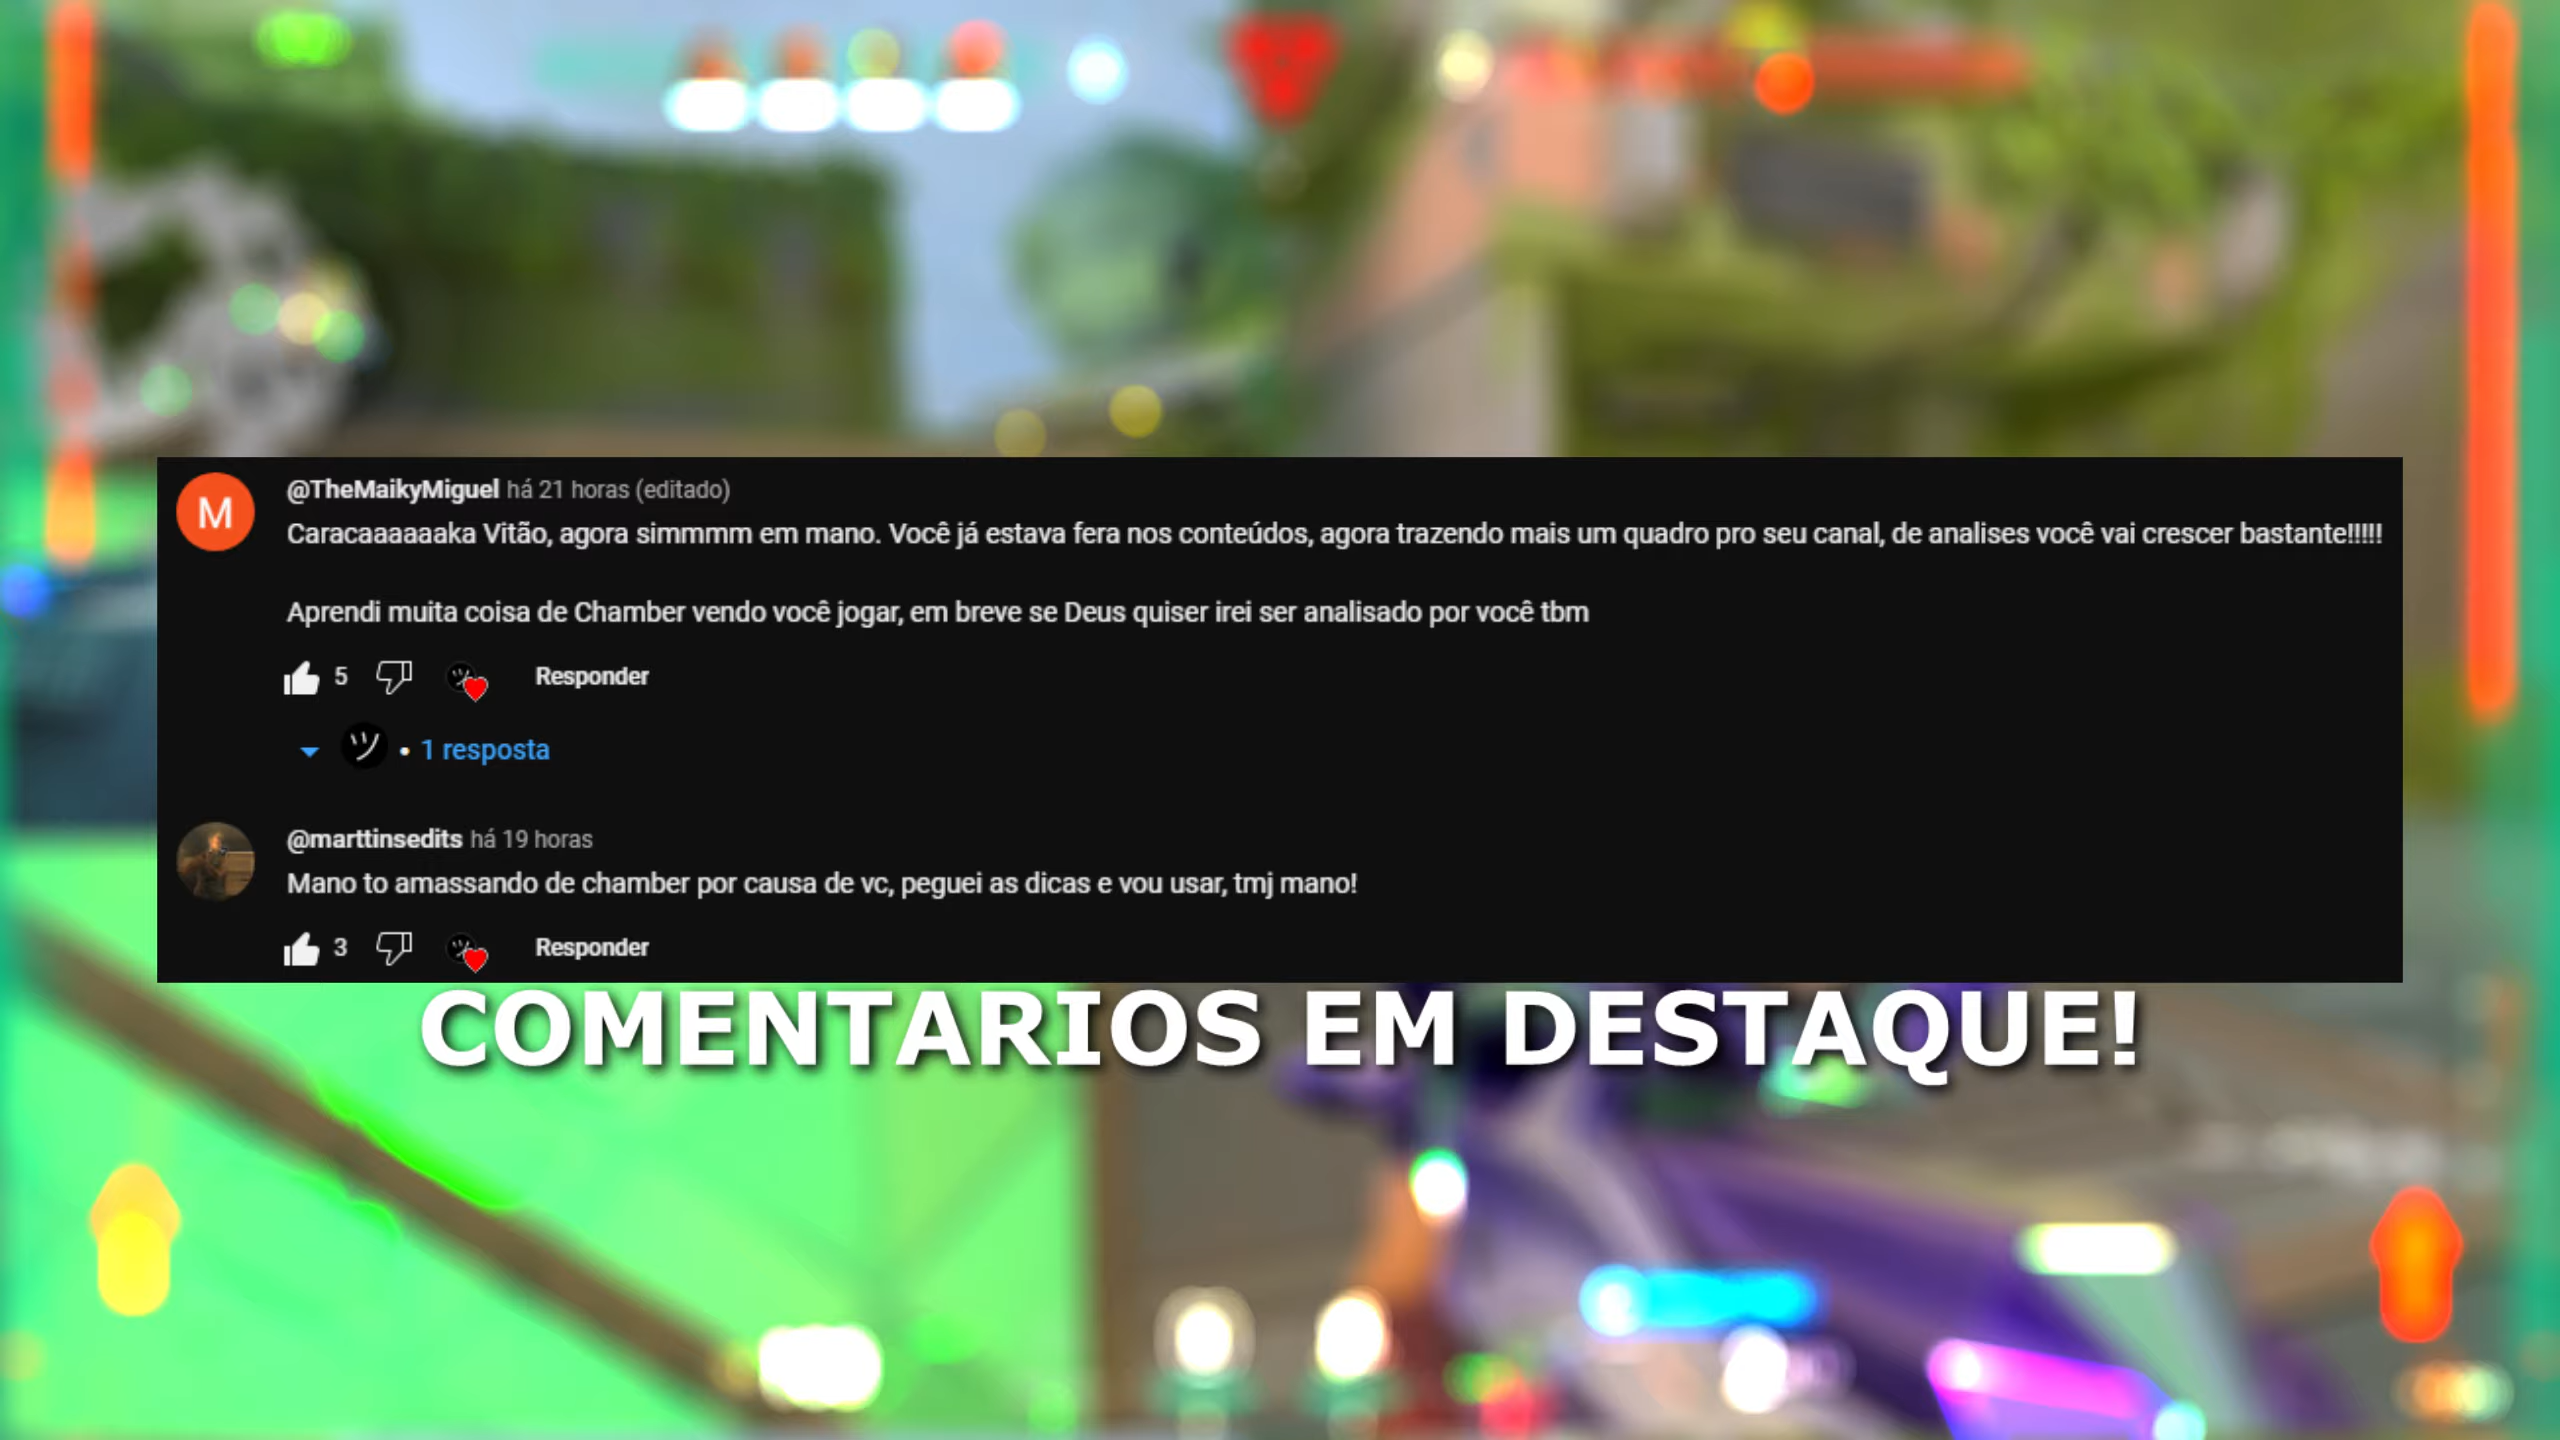 M
@TheMaikyMiguel há 21 horas (editado)
Caracaaaaaaka Vitão, agora simmmm em mano. Você já estava fera nos conteúdos, agora trazendo mais um quadro pro seu canal, de analises você vai crescer bastante!!!!!
Aprendi muita coisa de Chamber vendo você jogar, em breve se Deus quiser irei ser analisado por você tbm
5 Responder
ツ • 1 resposta
@marttinsedits há 19 horas
Mano to amassando de chamber por causa de vc, peguei as dicas e vou usar, tmj mano!
3 Responder
COMENTARIOS EM DESTAQUE!